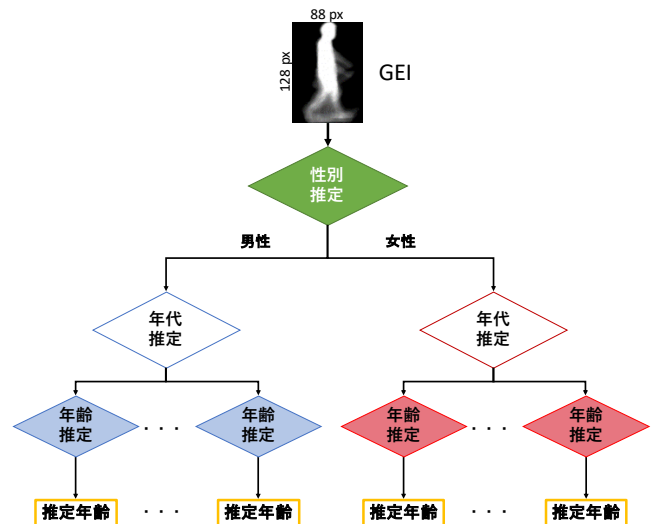 88 px
128 px
GEI
性別
推定
男性
女性
年代
推定
年代
推定
年齢
推定
・・・
年齢
推定
年齢
推定
・・・
年齢
推定
推定年齢
・・・
推定年齢
推定年齢
・・・
推定年齢